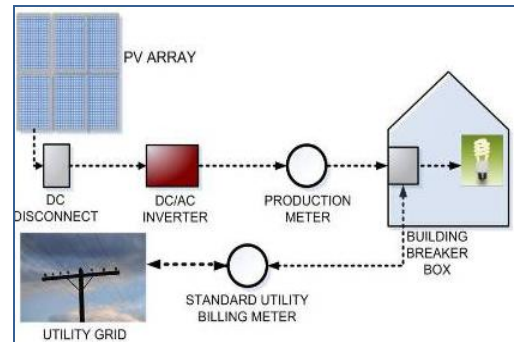 PV ARRAY
DC
DISCONNECT
DC/AC
INVERTER
PRODUCTION
METER
BUILDING
BREAKER
BOX
STANDARD UTILITY
BILLING METER
UTILITY GRID